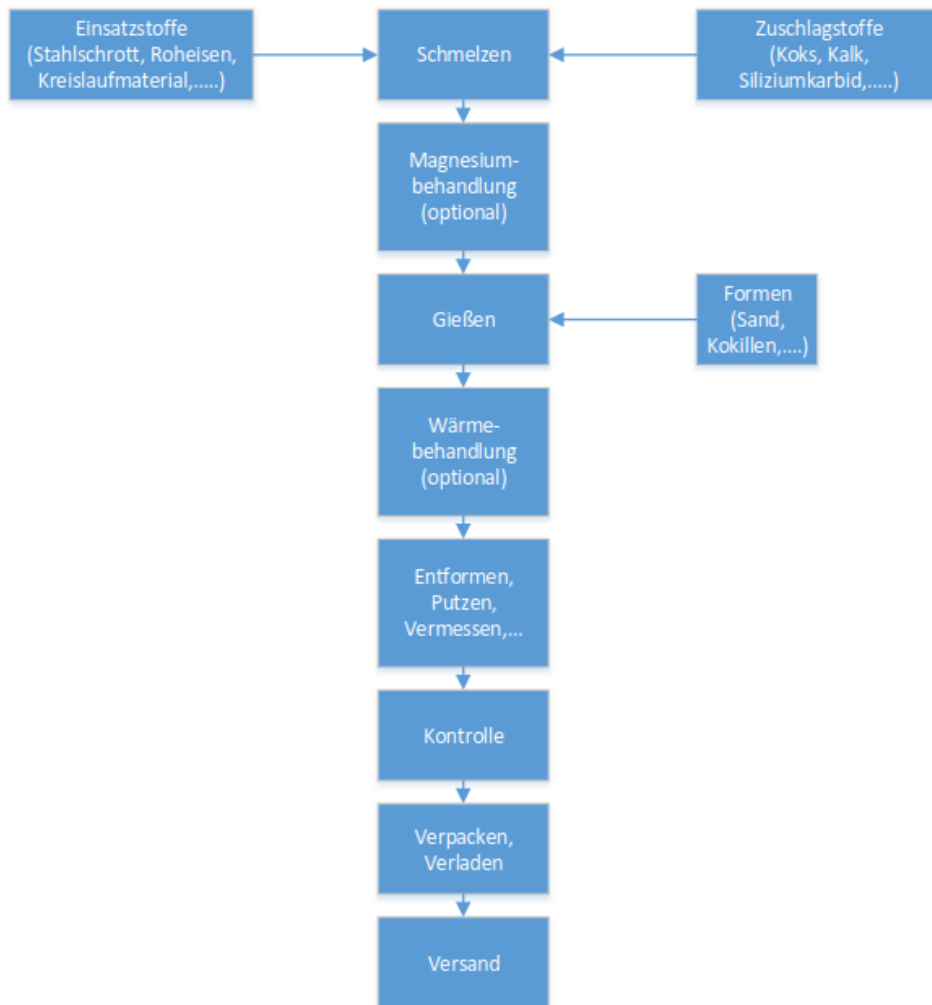 Einsatzstoffe
(Stahlschrott, Roheisen,
Kreislaufmaterial,.....)
Schmelzen
Zuschlagstoffe
(Koks, Kalk,
Siliziumkarbid,.....)
Magnesium-
behandlung
(optional)
Gießen
Formen
(Sand,
Kokillen,....)
Wärme-
behandlung
(optional)
Entformen,
Putzen,
Vermessen,...
Kontrolle
Verpacken,
Verladen
Versand